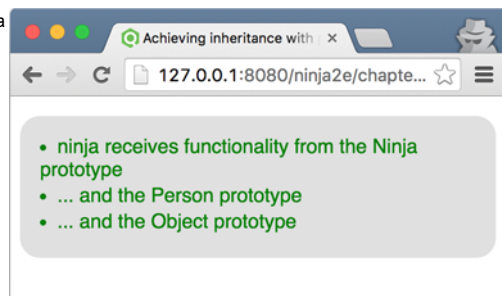 a
Achieving inheritance with
127.0.0.1:8080/ninja2e/chapte...
• ninja receives functionality from the Ninja
prototype
• ... and the Person prototype
• ... and the Object prototype